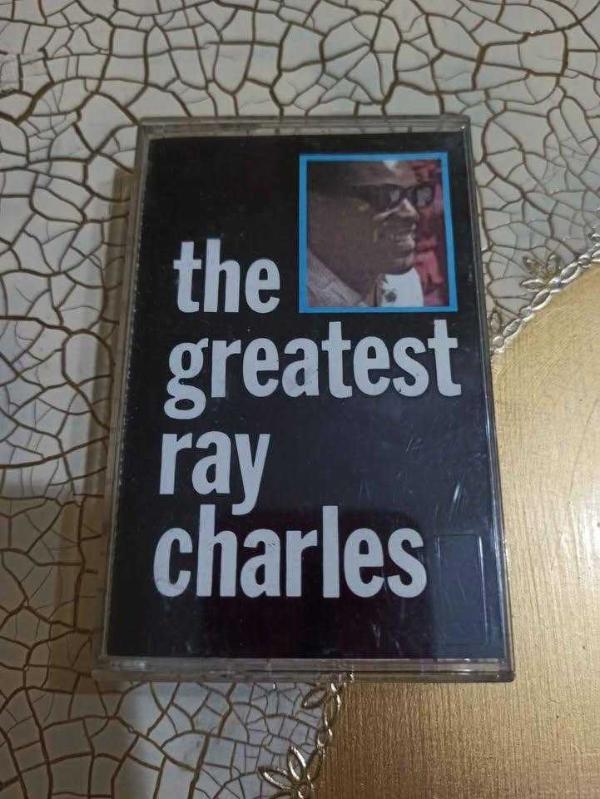 the
greatest
ray
charles